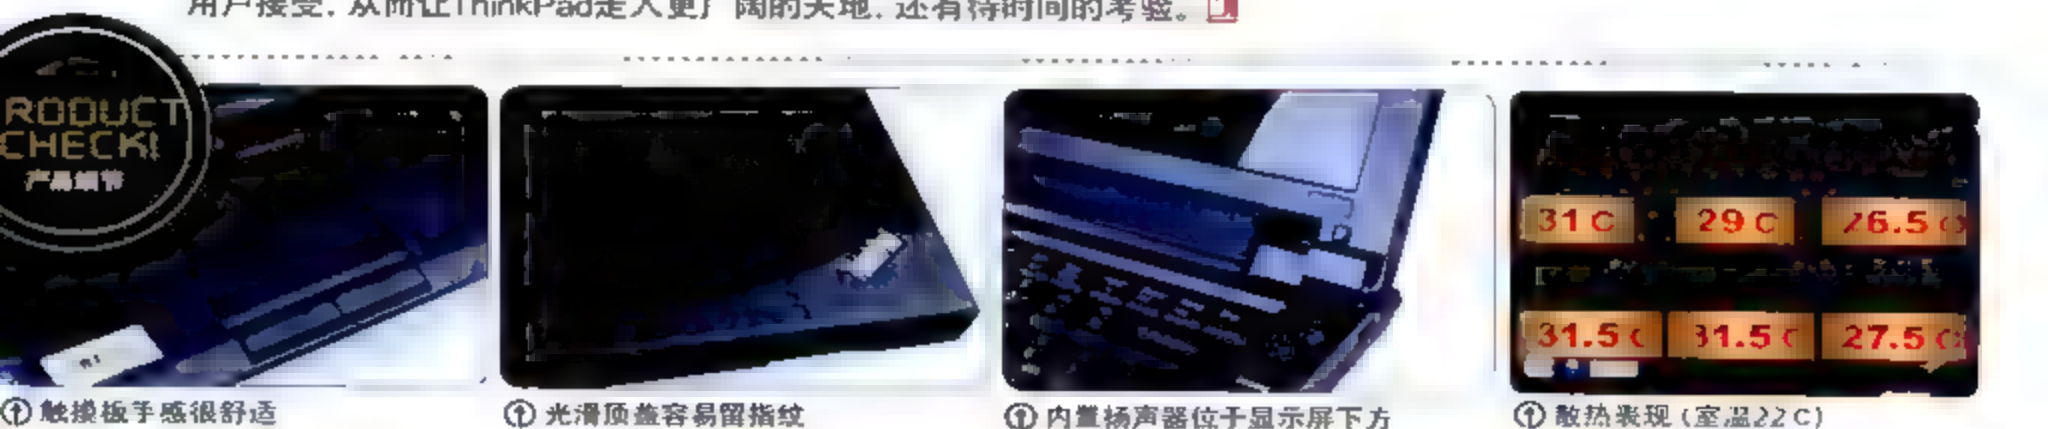 用户接受，从而让ThinkPad走入更广阔的天地，还有待时间的考验。
RODUCT
CHECK!
产品细节
31 C 29 C 26.5 C
31.5 C 31.5 C 27.5 C
触摸板手感很舒适
光滑顶盖容易留指纹
内置扬声器位于显示屏下方
散热表现（室温22 C）